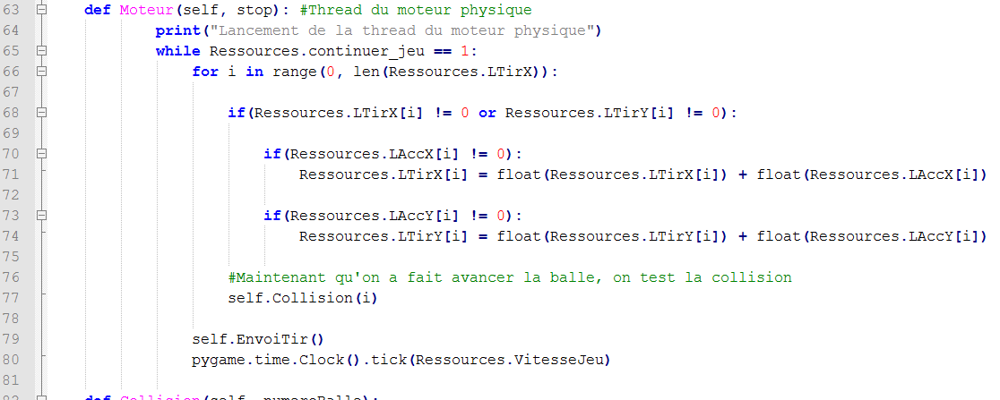 63 def Moteur(self, stop): #Thread du moteur physique
64 print("Lancement de la thread du moteur physique")
65 while Ressources.continuer_jeu == 1:
66 for i in range(0, len(Ressources.LTirX)):
67
68 if(Ressources.LTirX[i] != 0 or Ressources.LTirY[i] != 0):
69
70 if(Ressources.LAccX[i] != 0):
71 Ressources.LTirX[i] = float(Ressources.LTirX[i]) + float(Ressources.LAccX[i])
72
73 if(Ressources.LAccY[i] != 0):
74 Ressources.LTirY[i] = float(Ressources.LTirY[i]) + float(Ressources.LAccY[i])
75
76 #Maintenant qu'on a fait avancer la balle, on test la collision
77 self.Collision(i)
78
79 self.EnvoiTir()
80 pygame.time.Clock().tick(Ressources.VitesseJeu)
81